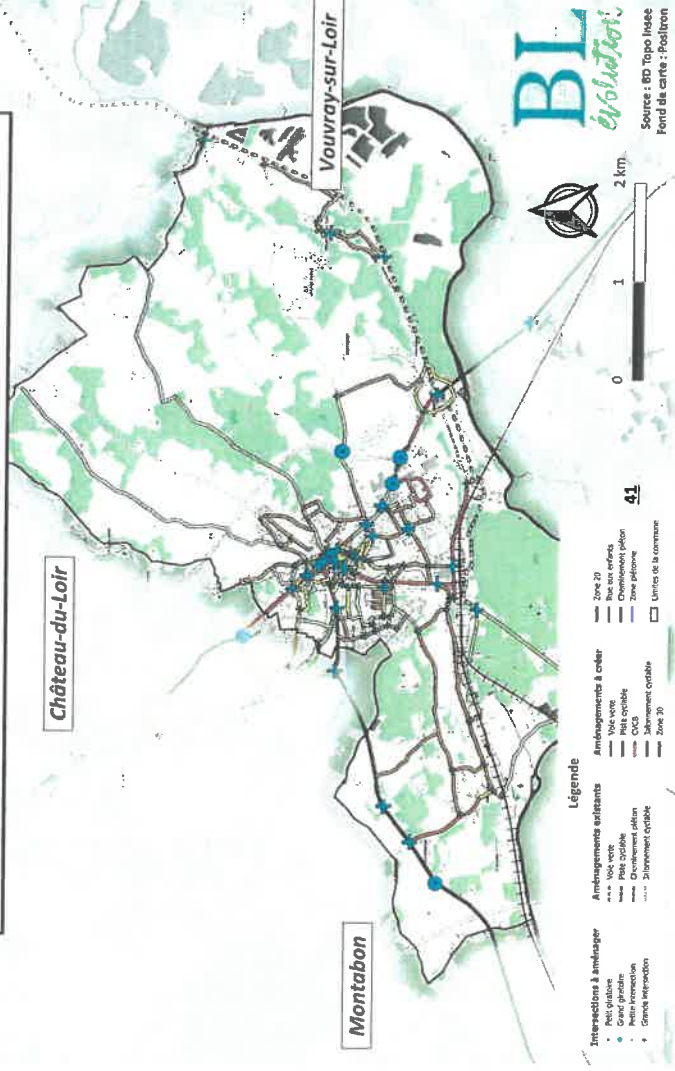 Château-du-Loir
Vouvray-sur-Loir
Montabon
BL
évolution
Source : BD Topo Insee
Fond de carte : Positron
0 1 2 km
41
Légende
Intersections à aménager
Petit giratoire
Grand giratoire
Petite intersection
Grande intersection
Aménagements existants
Voie verte
Piste cyclable
Cheminement piéton
Jalonnement cyclable
Aménagements à créer
Voie verte
Piste cyclable
CVCB
Jalonnement cyclable
Zone 30
Zone 20
Rue aux enfants
Cheminement piéton
Zone piétonne
Limites de la commune